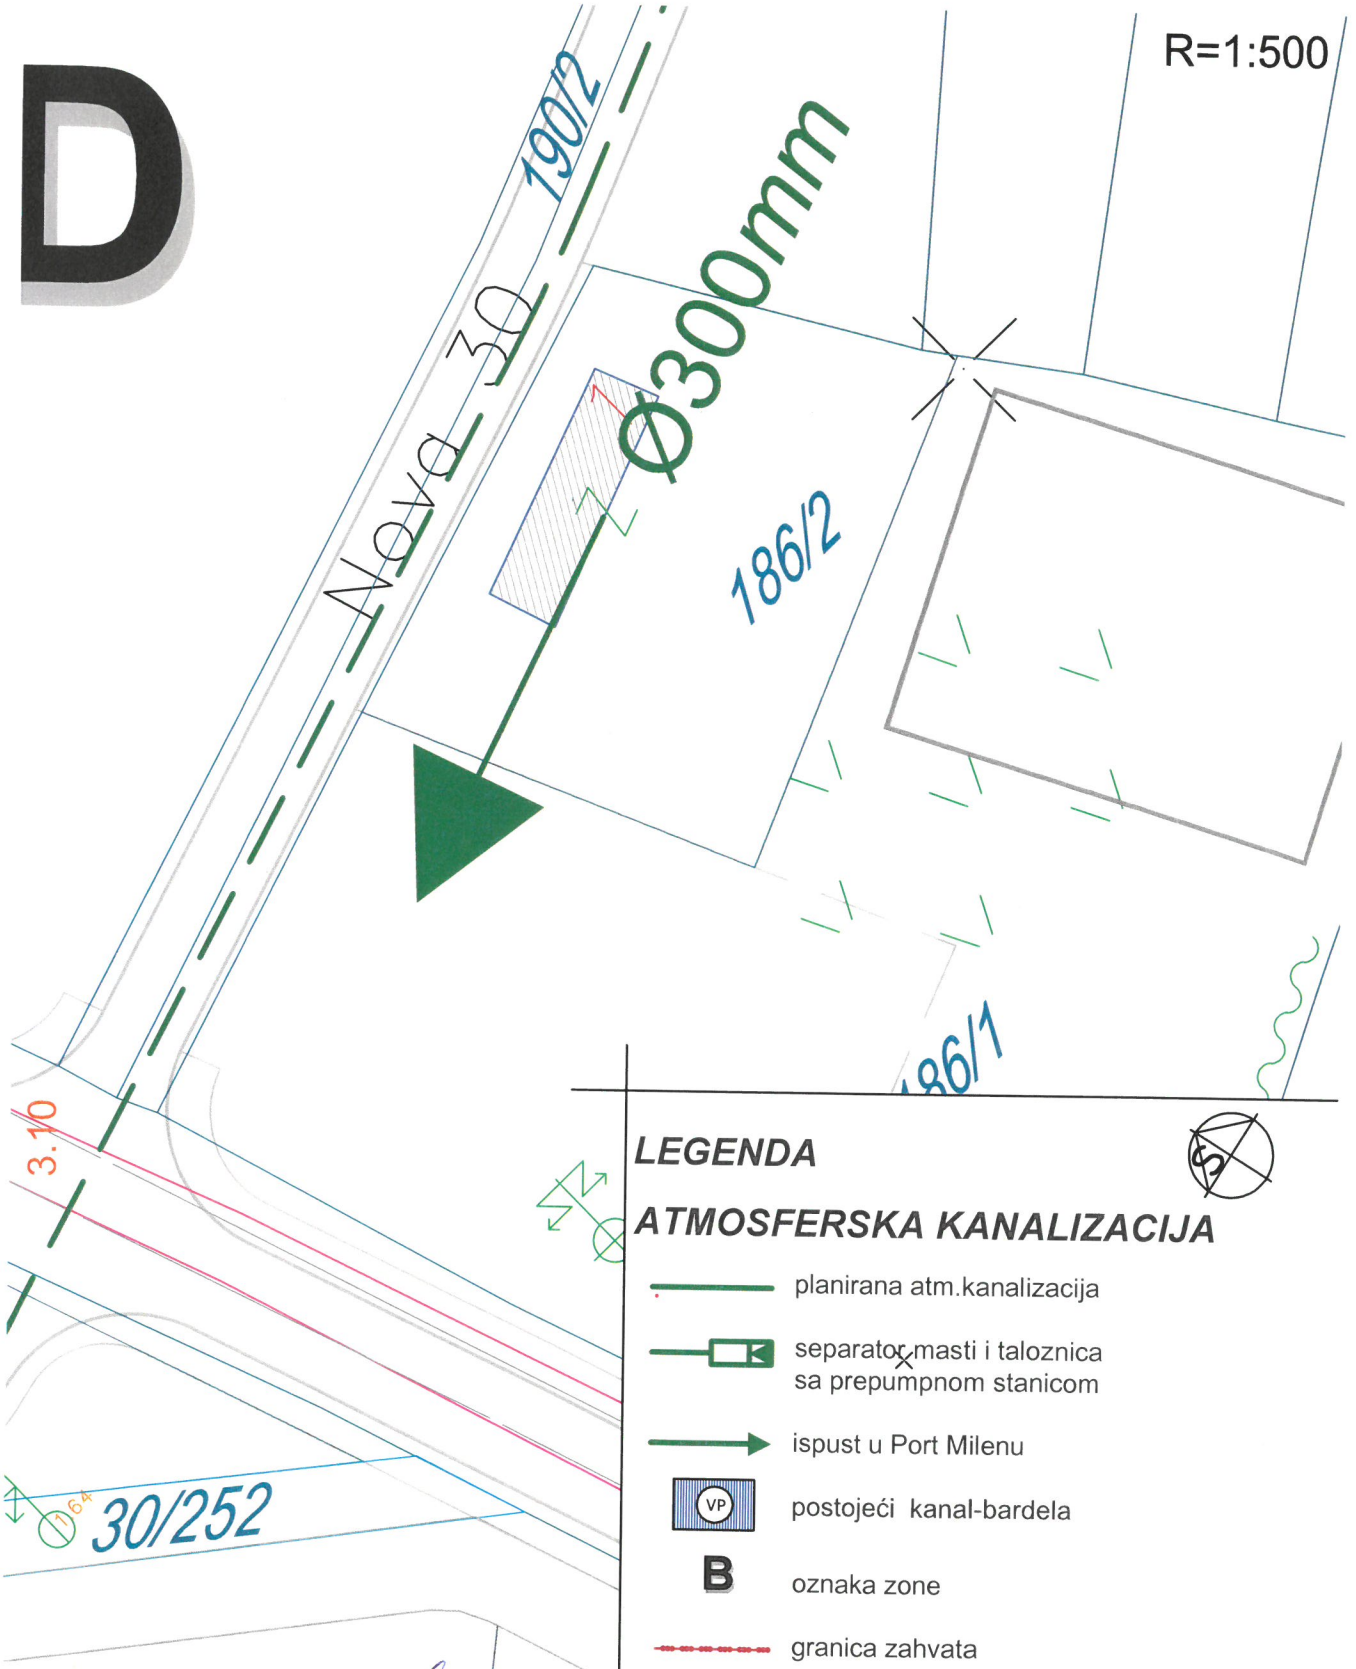 D
R=1:500
190/2
Ø300mm
Nova 30
186/2
186/1
3.10
LEGENDA
S
ATMOSFERSKA KANALIZACIJA
planirana atm.kanalizacija
separator masti i taloznica
sa prepumpnom stanicom
ispust u Port Milenu
VP
postojeći kanal-bardela
1.64
30/252
B
oznaka zone
granica zahvata